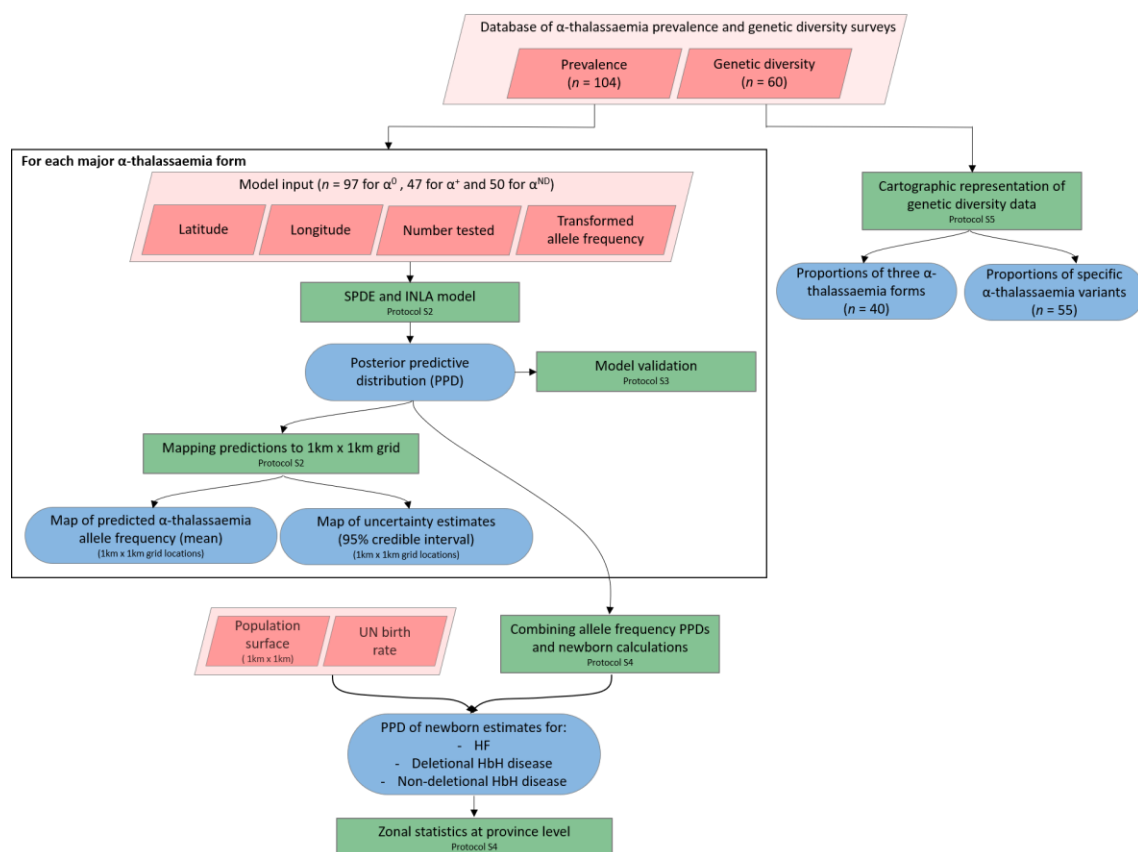 Database of α-thalassaemia prevalence and genetic diversity surveys
Prevalence
(n = 104)
Genetic diversity
(n = 60)
For each major α-thalassaemia form
Model input (n = 97 for α⁰ , 47 for α⁺ and 50 for αᴺᴰ)
Latitude
Longitude
Number tested
Transformed
allele frequency
SPDE and INLA model
Protocol S2
Posterior predictive
distribution (PPD)
Model validation
Protocol S3
Mapping predictions to 1km x 1km grid
Protocol S2
Map of predicted α-thalassaemia
allele frequency (mean)
(1km x 1km grid locations)
Map of uncertainty estimates
(95% credible interval)
(1km x 1km grid locations)
Cartographic representation of
genetic diversity data
Protocol S5
Proportions of three α-
thalassaemia forms
(n = 40)
Proportions of specific
α-thalassaemia variants
(n = 55)
Population
surface
( 1km x 1km)
UN birth
rate
Combining allele frequency PPDs
and newborn calculations
Protocol S4
PPD of newborn estimates for:
- HF
- Deletional HbH disease
- Non-deletional HbH disease
Zonal statistics at province level
Protocol S4